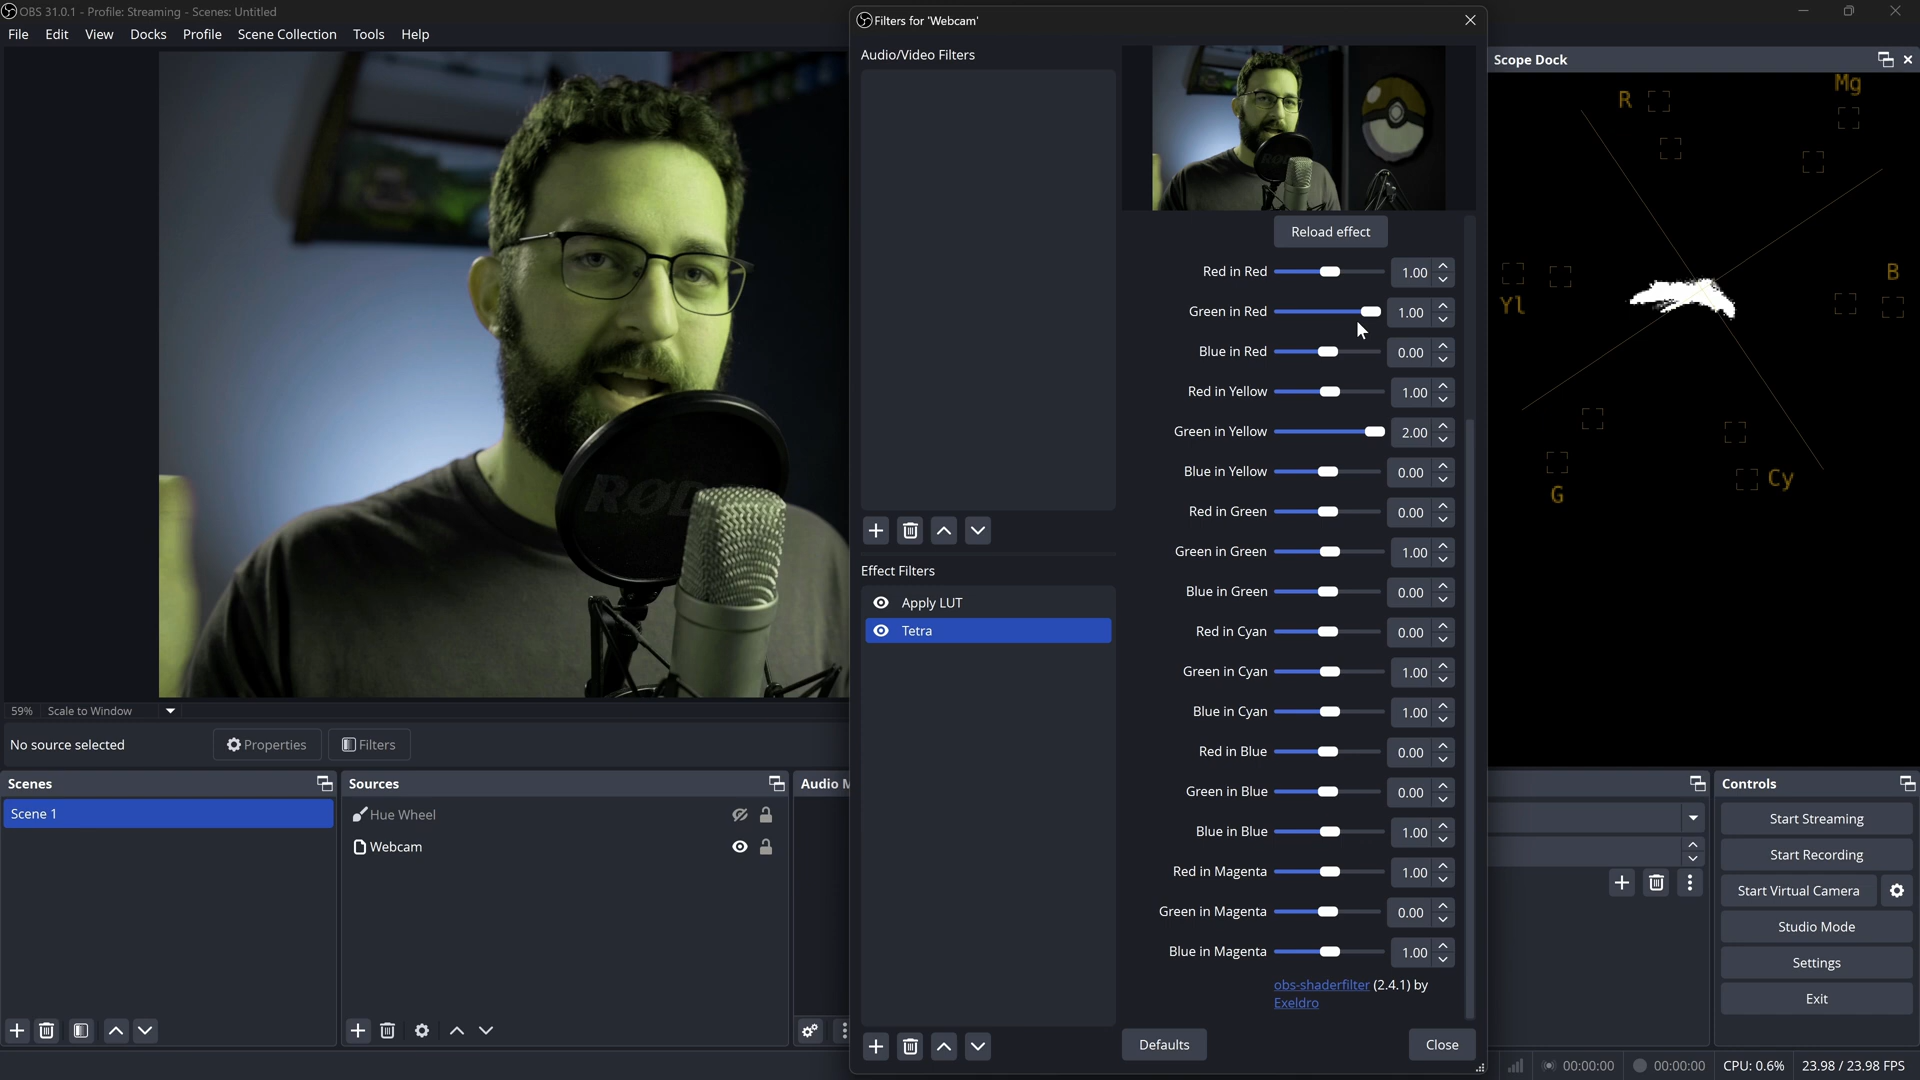 OBS 31.0.1 - Profile: Streaming - Scenes: Untitled
File Edit View Docks Profile Scene Collection Tools Help
59% Scale to Window
No source selected Properties Filters
Scenes
Scene 1
Sources
Hue Wheel
Webcam
Audio M
Filters for 'Webcam'
Audio/Video Filters
Effect Filters
Apply LUT
Tetra
Reload effect
Red in Red 1.00
Green in Red 1.00
Blue in Red 0.00
Red in Yellow 1.00
Green in Yellow 2.00
Blue in Yellow 0.00
Red in Green 0.00
Green in Green 1.00
Blue in Green 0.00
Red in Cyan 0.00
Green in Cyan 1.00
Blue in Cyan 1.00
Red in Blue 0.00
Green in Blue 0.00
Blue in Blue 1.00
Red in Magenta 1.00
Green in Magenta 0.00
Blue in Magenta 1.00
obs-shaderfilter (2.4.1) by
Exeldro
Defaults Close
Scope Dock
R Mg
B
Yl
Cy
G
Controls
Start Streaming
Start Recording
Start Virtual Camera
Studio Mode
Settings
Exit
00:00:00 00:00:00 CPU: 0.6% 23.98 / 23.98 FPS
RØD